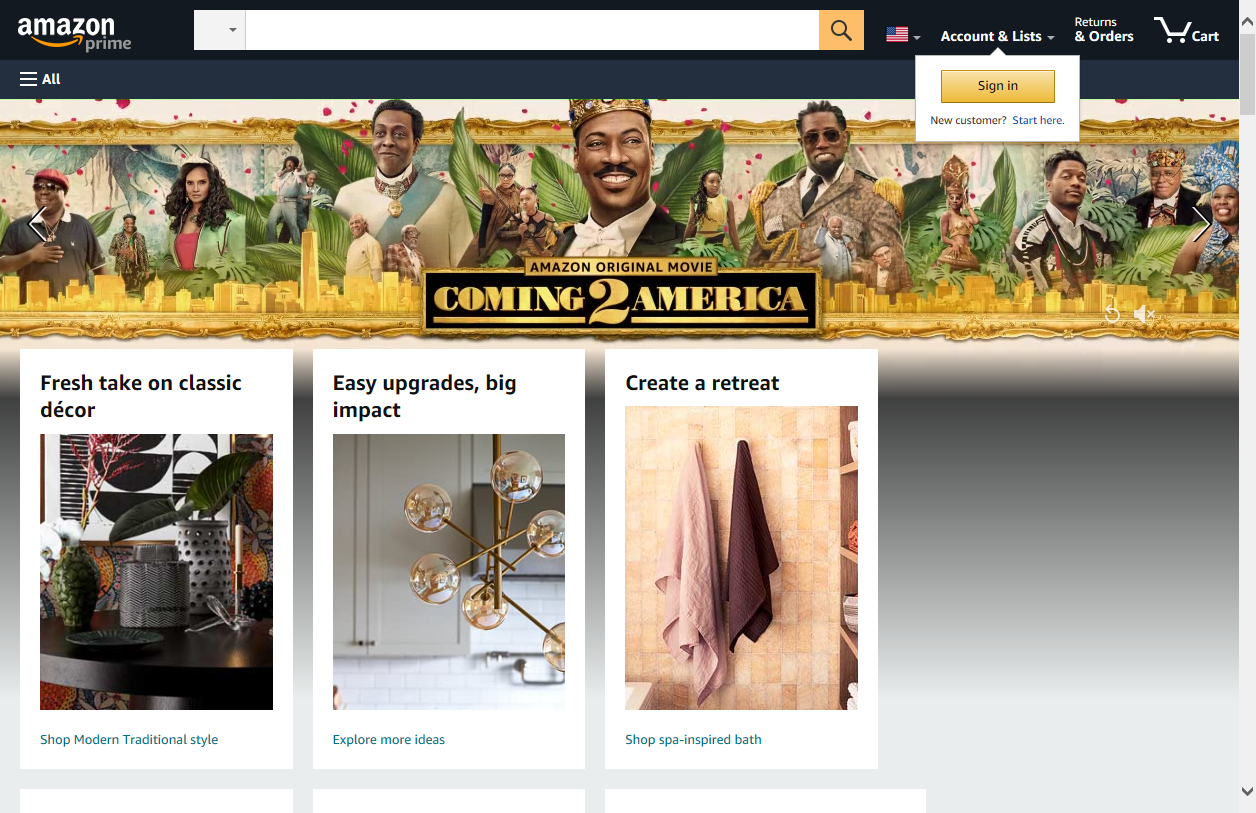 amazon
prime
Account & Lists
Returns
& Orders
Cart
All
Sign in
New customer? Start here.
AMAZON ORIGINAL MOVIE
COMING 2 AMERICA
Fresh take on classic
décor
Easy upgrades, big
impact
Create a retreat
Shop Modern Traditional style
Explore more ideas
Shop spa-inspired bath